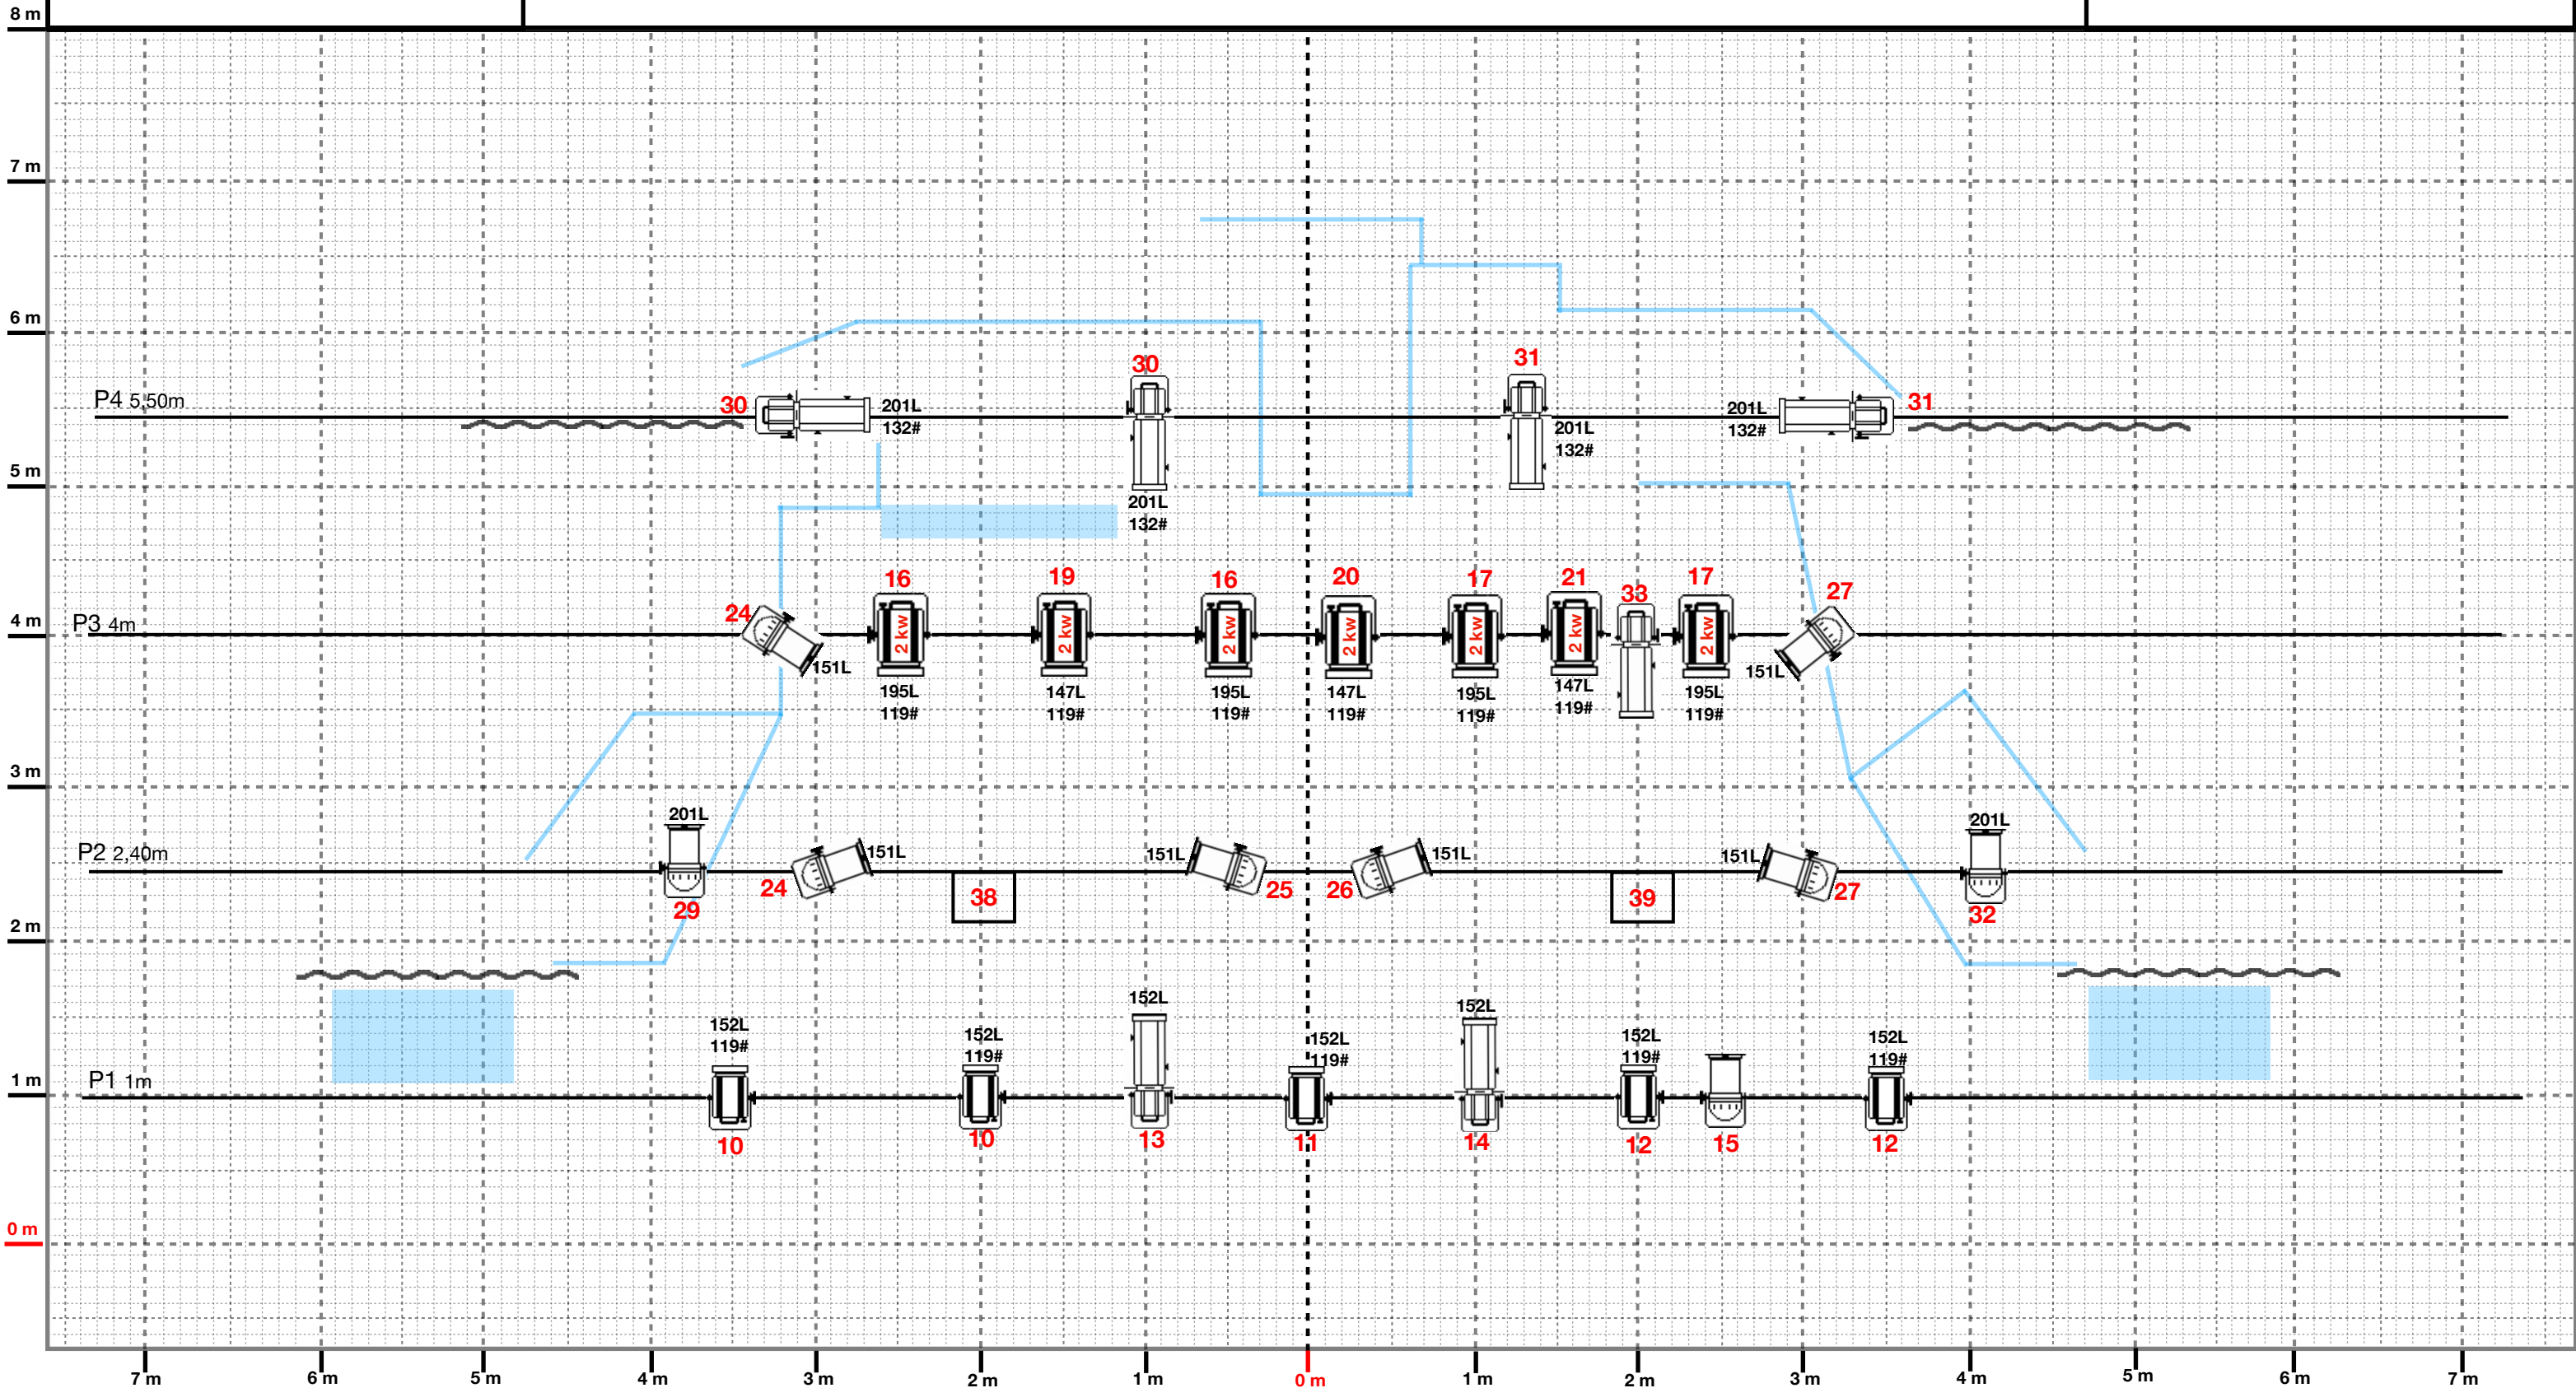 8 m
7 m
6 m
30
31
P4 5,50m
30
201L
132#
201L
132#
31
201L
132#
5 m
201L
132#
16
19
16
20
17
21
33
17
27
24
4 m
P3 4m
2 kw
2 kw
2 kw
2 kw
2 kw
2 kw
2 kw
151L
151L
195L
119#
147L
119#
195L
119#
147L
119#
195L
119#
147L
119#
195L
119#
3 m
201L
201L
P2 2,40m
151L
151L
151L
151L
24
38
25
26
39
27
29
32
2 m
152L
152L
152L
119#
152L
119#
152L
119#
152L
119#
152L
119#
1 m
P1 1m
10
10
13
11
14
12
15
12
0 m
7 m
6 m
5 m
4 m
3 m
2 m
1 m
0 m
1 m
2 m
3 m
4 m
5 m
6 m
7 m